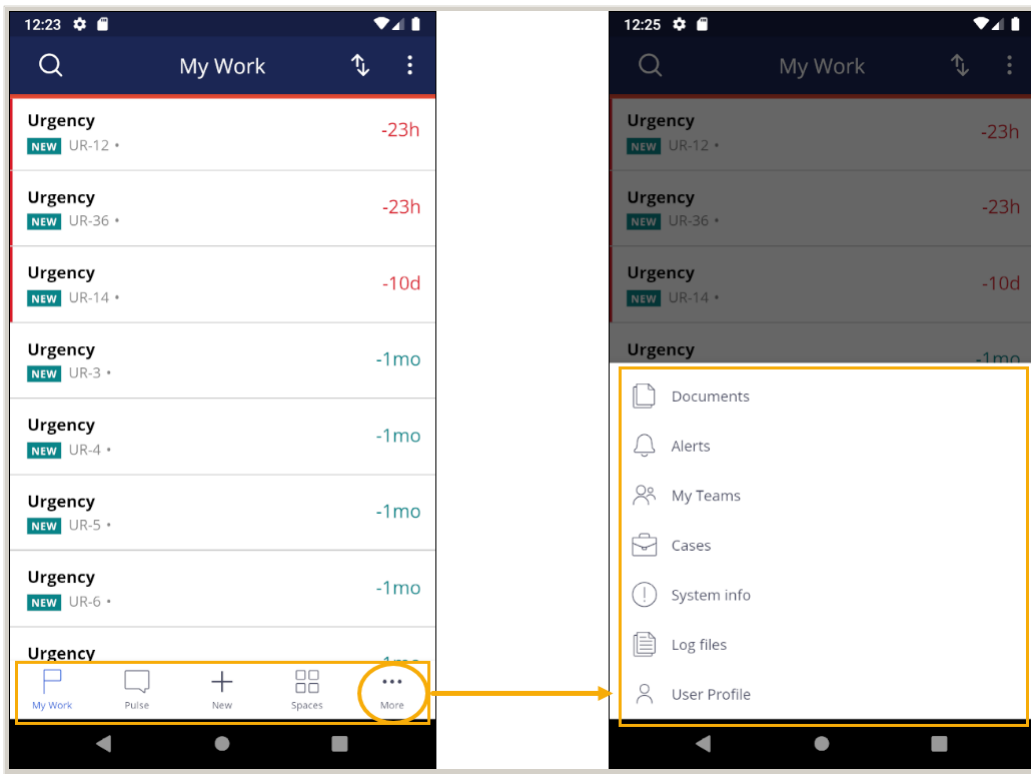 12:23
My Work
Urgency
-23h
NEW UR-12 •
Urgency
-23h
NEW UR-36 •
Urgency
-10d
NEW UR-14 •
Urgency
-1mo
NEW UR-3 •
Urgency
-1mo
NEW UR-4 •
Urgency
-1mo
NEW UR-5 •
Urgency
-1mo
NEW UR-6 •
Urgency
-1mo
My Work Pulse New Spaces More
12:25
My Work
Urgency
-23h
NEW UR-12 •
Urgency
-23h
NEW UR-36 •
Urgency
-10d
NEW UR-14 •
Urgency
-1mo
Documents
Alerts
My Teams
Cases
System info
Log files
User Profile